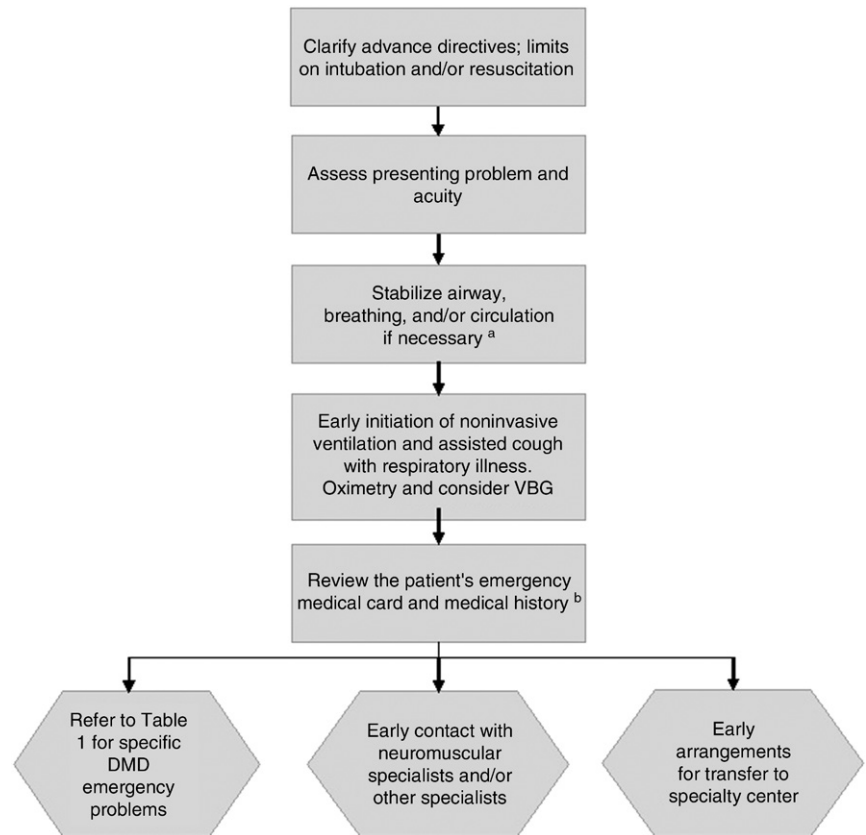 Clarify advance directives; limits
on intubation and/or resuscitation
Assess presenting problem and
acuity
Stabilize airway,
breathing, and/or circulation
if necessary a
Early initiation of noninvasive
ventilation and assisted cough
with respiratory illness.
Oximetry and consider VBG
Review the patient's emergency
medical card and medical history b
Refer to Table
1 for specific
DMD
emergency
problems
Early contact with
neuromuscular
specialists and/or
other specialists
Early
arrangements
for transfer to
specialty center